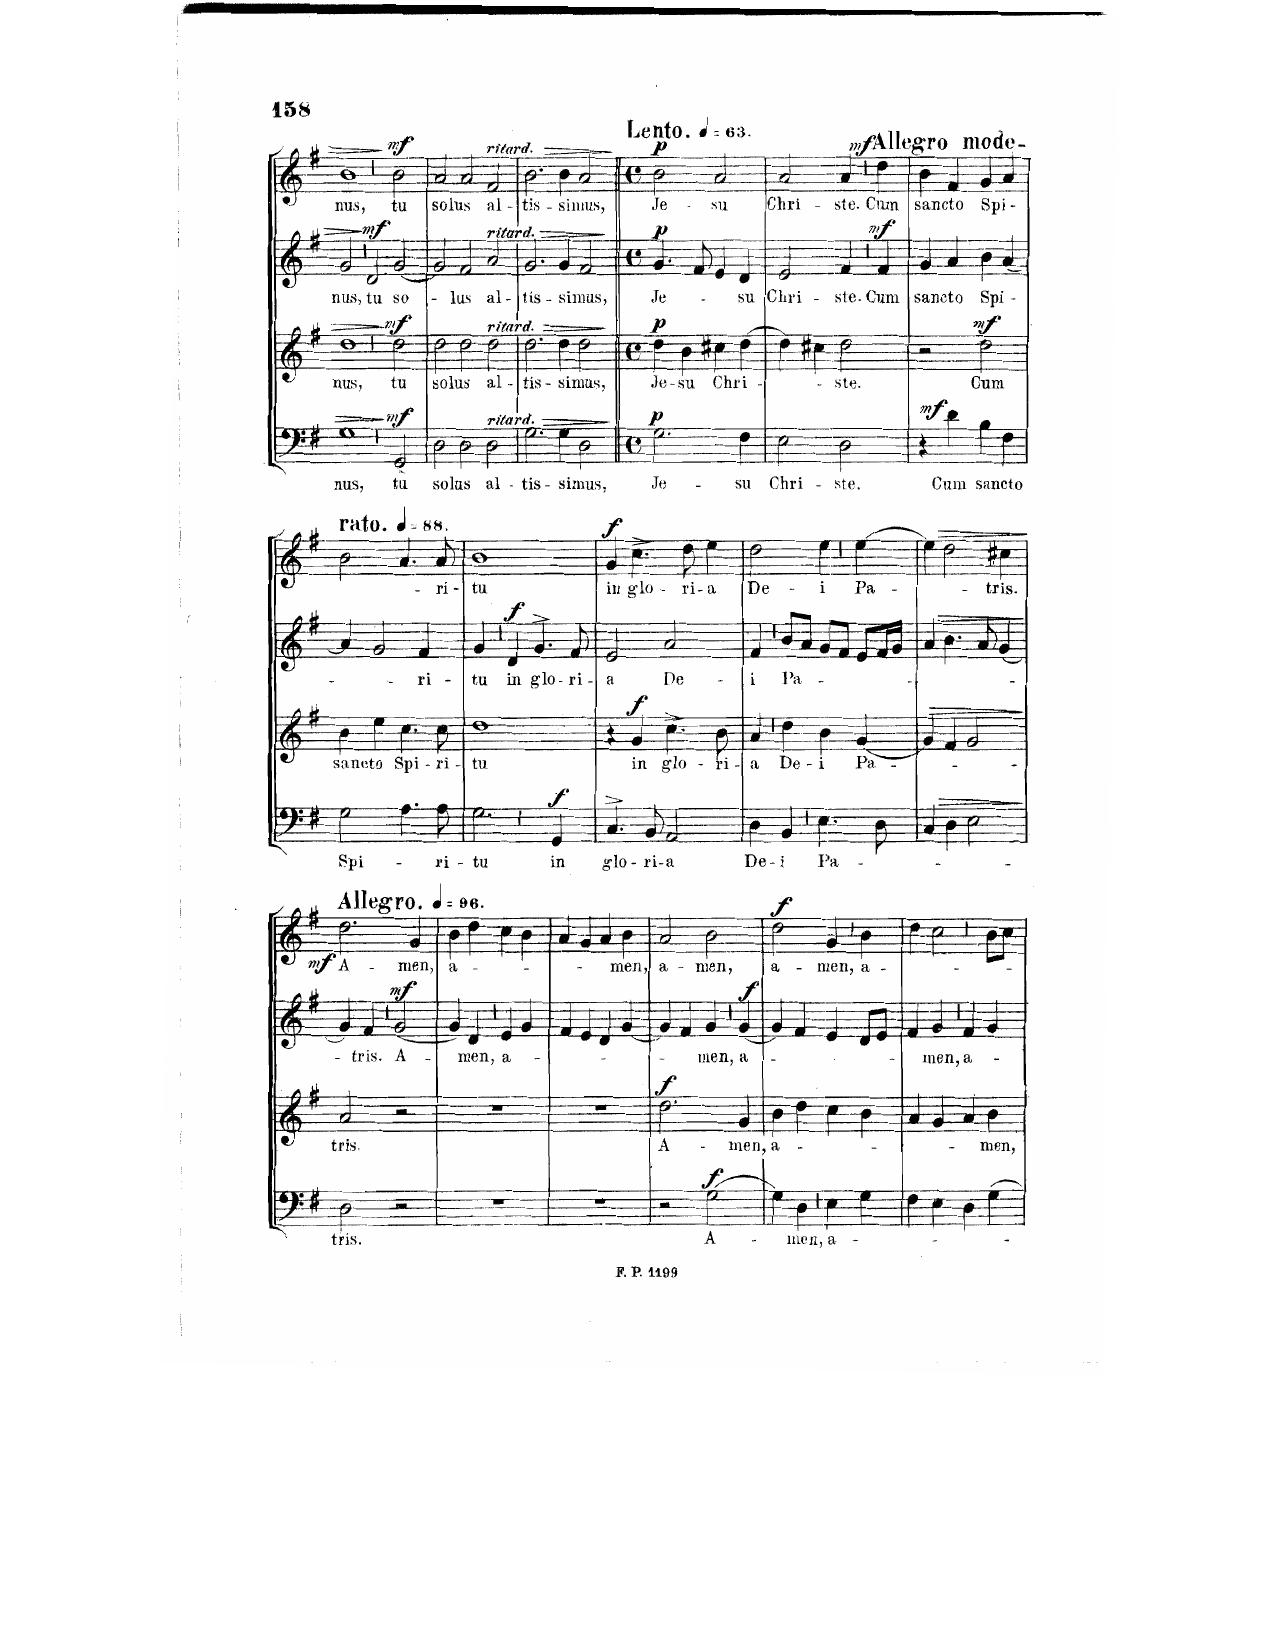 158
Lento. ♩ = 63.
mf Allegro mode-
mf ritard. p
nus, tu solus al - tis - simus, Je - su Chri - ste. Cum sancto Spi -
mf ritard. p mf
nus, tu so - lus al - tis - simus, Je - su Chri - ste. Cum sancto Spi -
mf ritard. p mf
nus, tu solus al - tis - simus, Je - su Chri - ste. Cum
mf ritard. p mf
nus, tu solus al - tis - simus, Je - su Chri - ste. Cum sancto
rato. ♩ = 88.
f
- ri - tu in glo - ri - a De - i Pa - tris.
f
- ri - tu in glo - ri - a De - i Pa -
f
sancto Spi - ri - tu in glo - ri - a De - i Pa -
f
Spi - ri - tu in glo - ri - a De - i Pa -
Allegro. ♩ = 96.
f
mf A - men, a - men, a - men, a - men, a -
mf f
- tris. A - men, a - men, a - men, a -
f
tris. A - men, a - men,
f
tris. A - men, a -
F. P. 1199